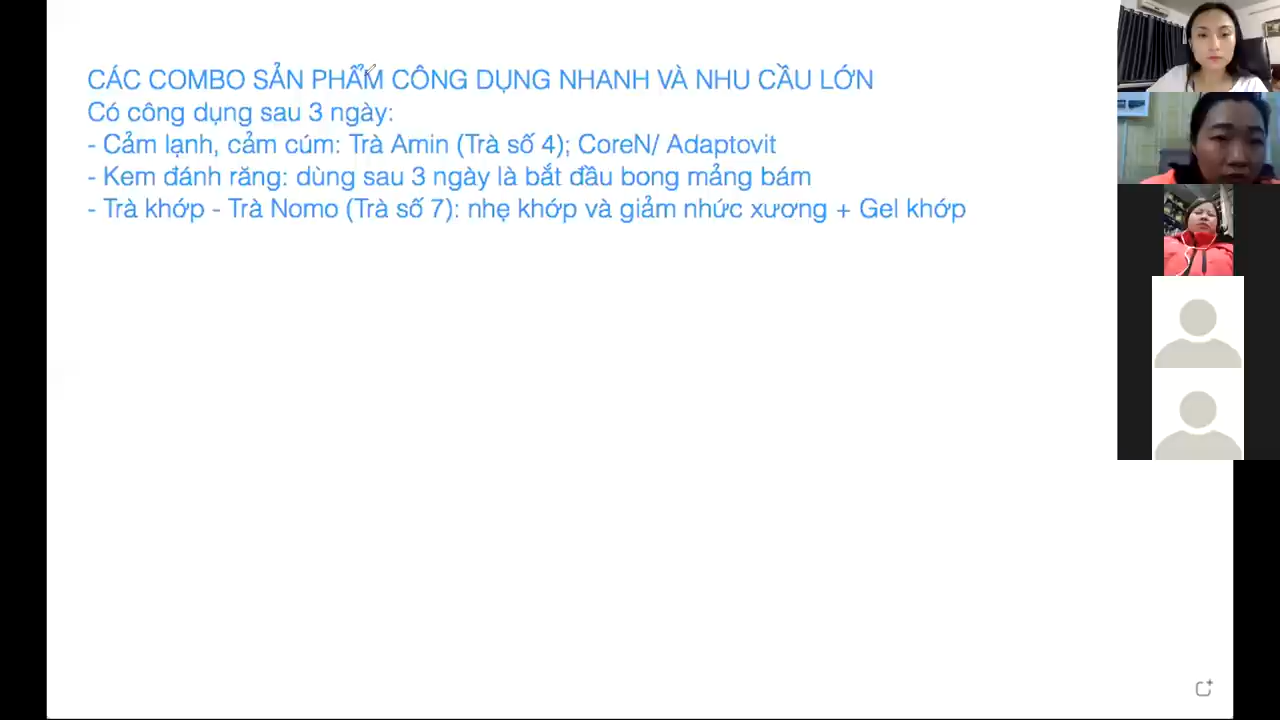 CÁC COMBO SẢN PHẨM CÔNG DỤNG NHANH VÀ NHU CẦU LỚN
Có công dụng sau 3 ngày:
- Cảm lạnh, cảm cúm: Trà Amin (Trà số 4); CoreN/ Adaptovit
- Kem đánh răng: dùng sau 3 ngày là bắt đầu bong mảng bám
- Trà khớp - Trà Nomo (Trà số 7): nhẹ khớp và giảm nhức xương + Gel khớp